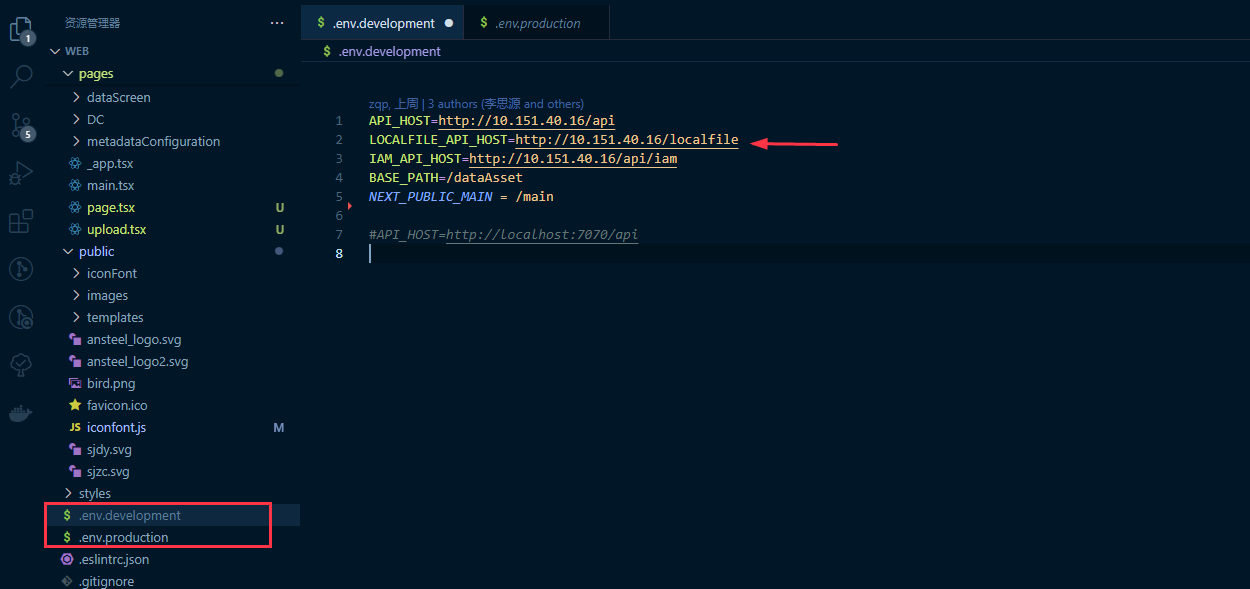 资源管理器
WEB
pages
dataScreen
DC
metadataConfiguration
_app.tsx
main.tsx
page.tsx U
upload.tsx U
public
iconFont
images
templates
ansteel_logo.svg
ansteel_logo2.svg
bird.png
favicon.ico
JS iconfont.js M
sjdy.svg
sjzc.svg
styles
$ .env.development
$ .env.production
.eslintrc.json
.gitignore
1
5
$ .env.development
$ .env.production
$ .env.development
zqp, 上周 | 3 authors (李思源 and others)
1 API_HOST=http://10.151.40.16/api
2 LOCALFILE_API_HOST=http://10.151.40.16/localfile
3 IAM_API_HOST=http://10.151.40.16/api/iam
4 BASE_PATH=/dataAsset
5 NEXT_PUBLIC_MAIN = /main
6
7 #API_HOST=http://localhost:7070/api
8